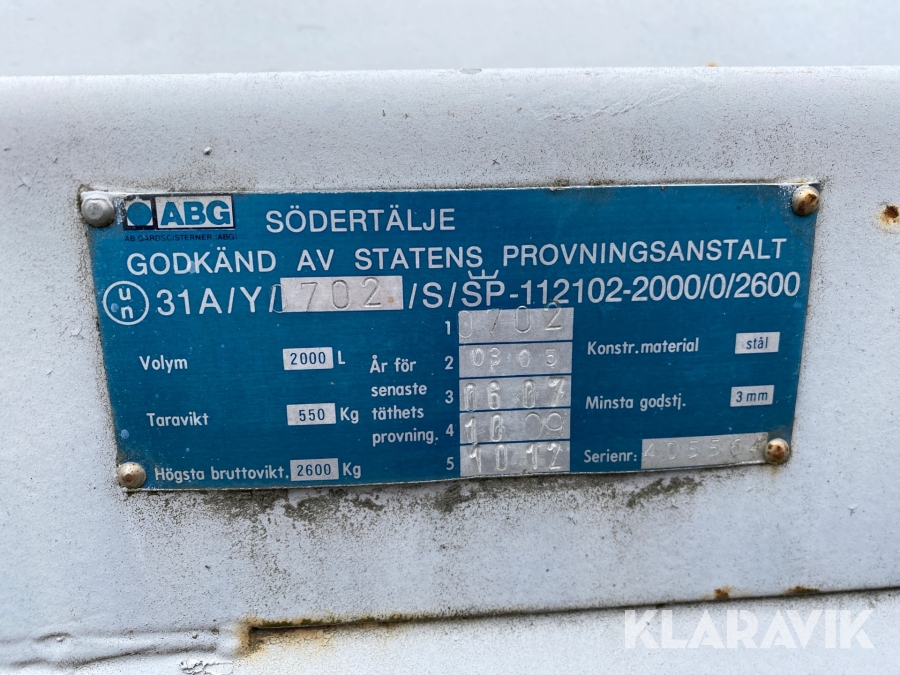 ABG SÖDERTÄLJE
AB GÅRDSCISTERNER (ABG)
GODKÄND AV STATENS PROVNINGSANSTALT
un 31A/Y/0702/S/SP-112102-2000/0/2600
Volym 2000 L
Taravikt 550 Kg
Högsta bruttovikt. 2600 Kg
År för senaste täthets provning.
1 0702
2 03 05
3 06 07
4 10 09
5 10 12
Konstr.material stål
Minsta godstj. 3 mm
Serienr: 405564
KLARAVIK